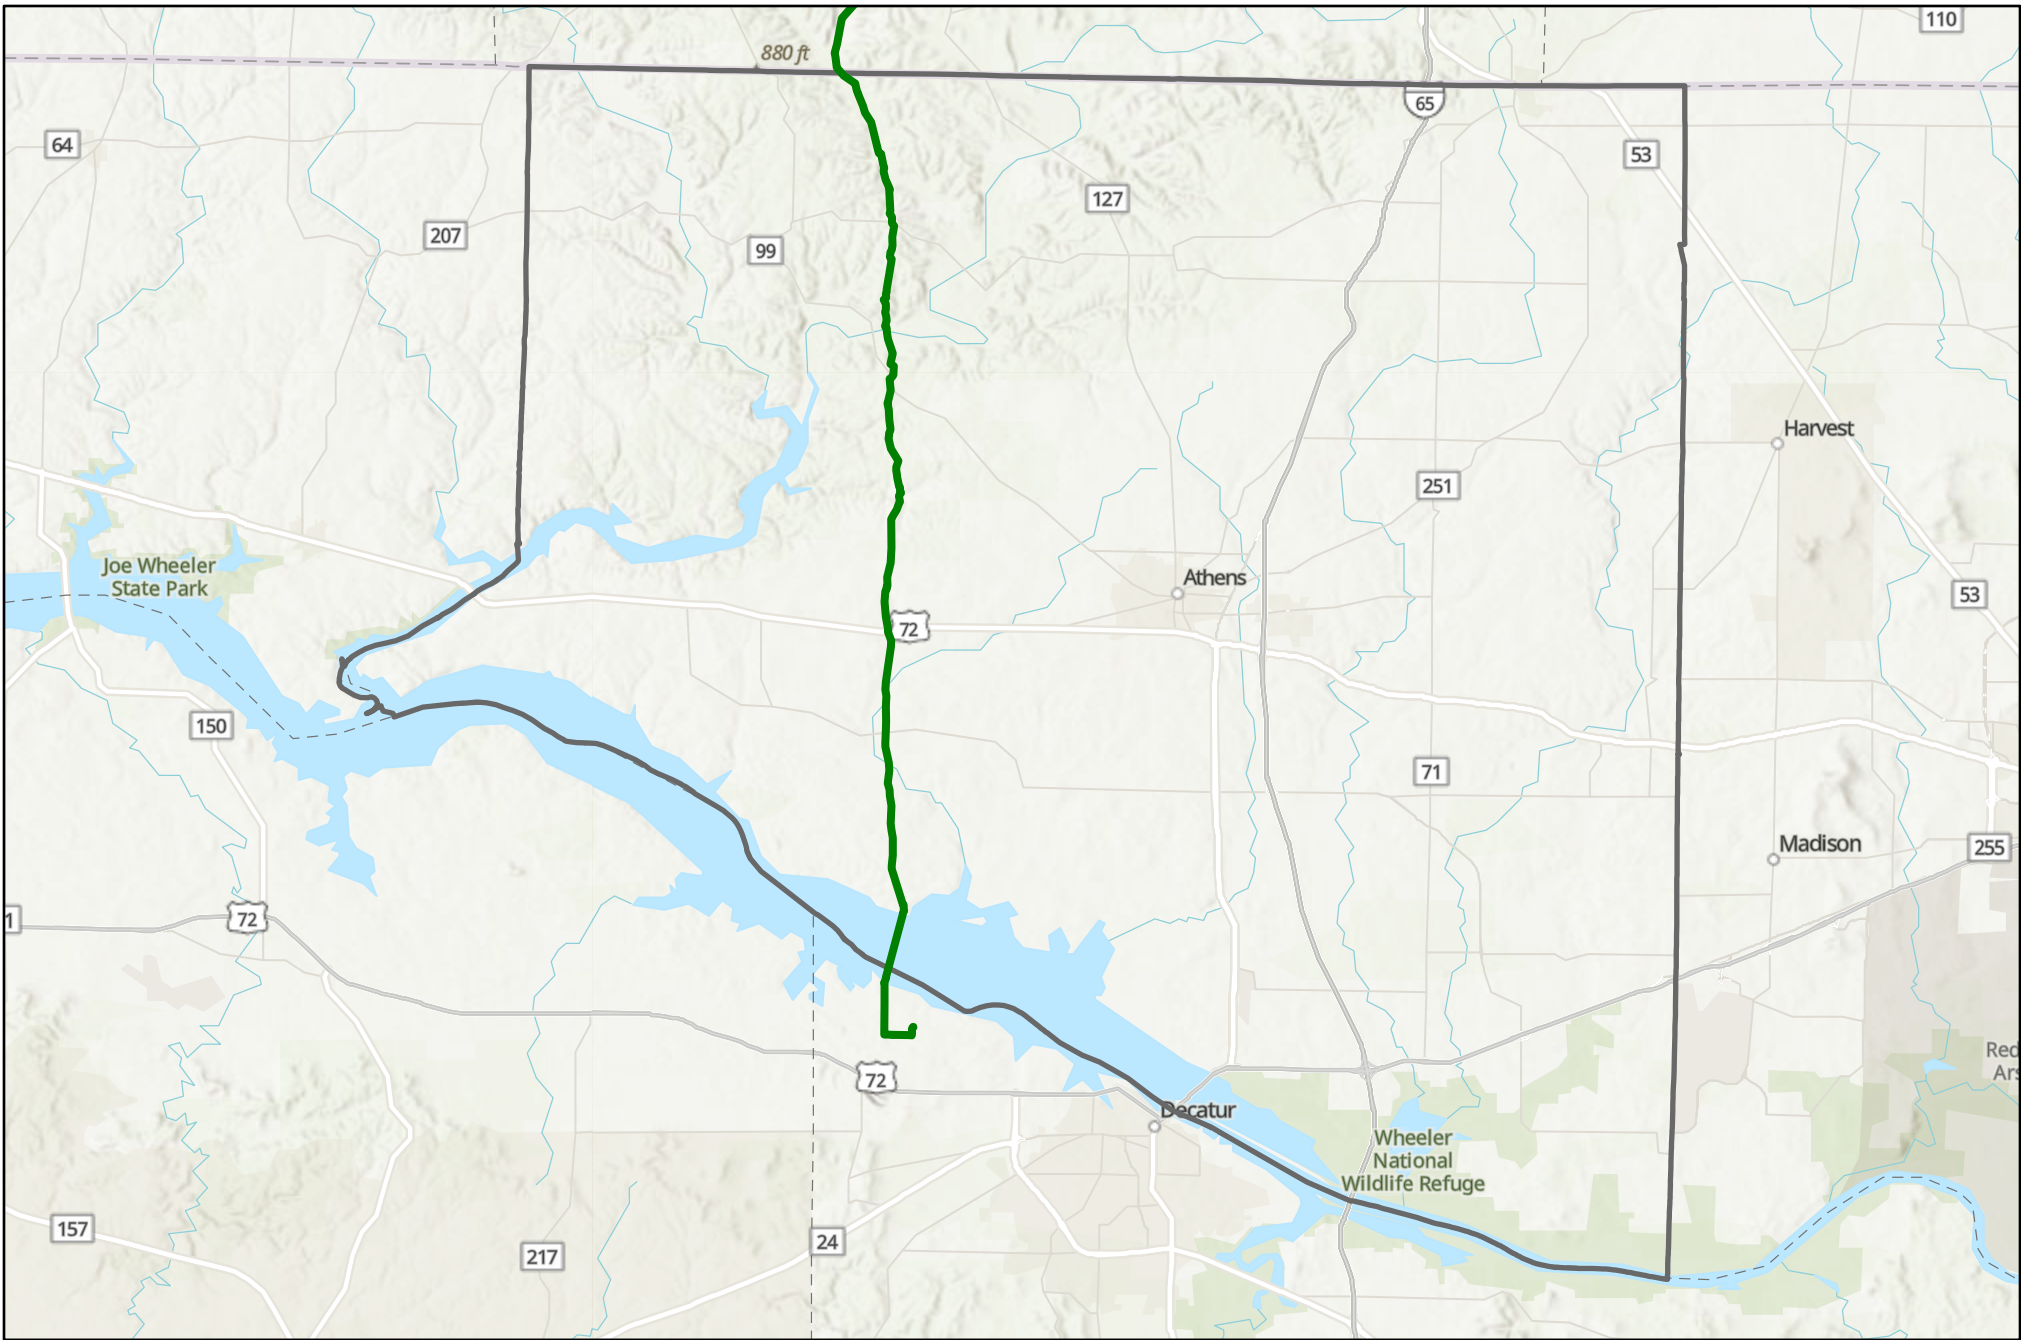 110
880 ft
65
64
53
127
207
99
Harvest
251
Joe Wheeler
State Park
Athens
53
72
150
71
Madison
255
72
1
Red
Ars
72
Decatur
Wheeler
National
Wildlife Refuge
157
24
217